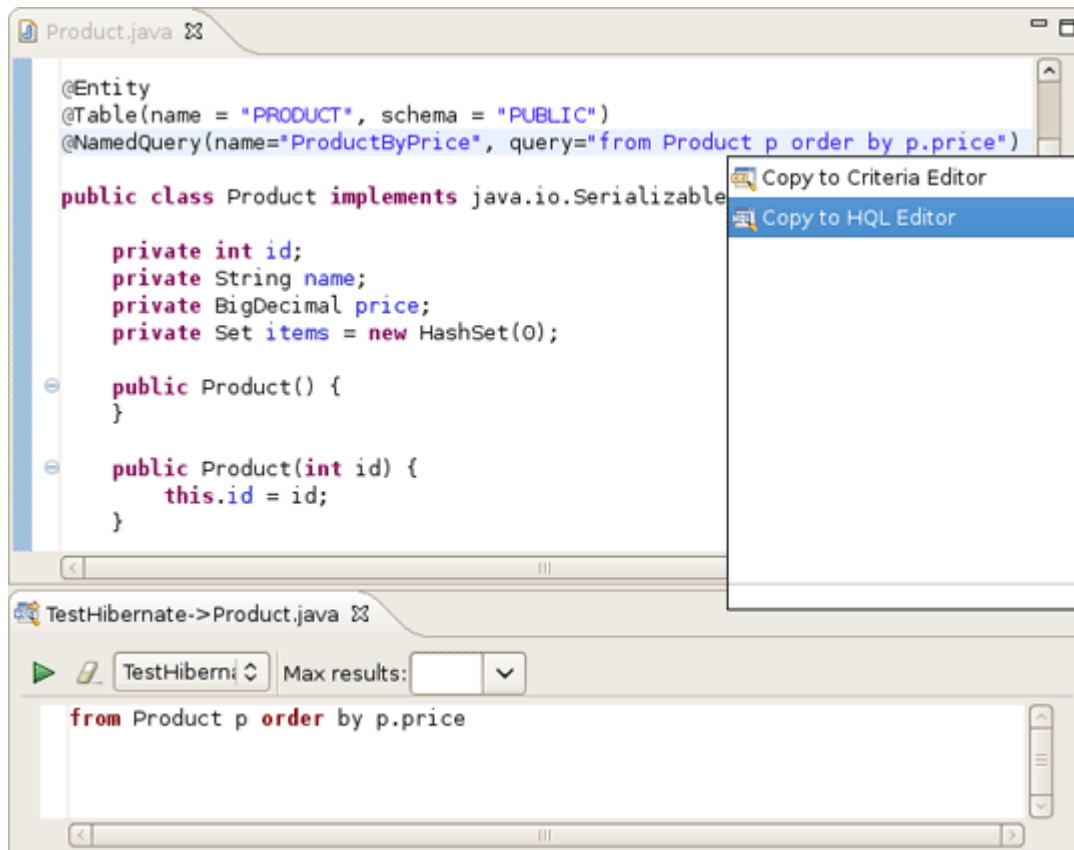 Product.java
@Entity
@Table(name = "PRODUCT", schema = "PUBLIC")
@NamedQuery(name="ProductByPrice", query="from Product p order by p.price")
Copy to Criteria Editor
public class Product implements java.io.Serializable
Copy to HQL Editor
private int id;
private String name;
private BigDecimal price;
private Set items = new HashSet(0);
public Product() {
}
public Product(int id) {
this.id = id;
}
TestHibernate->Product.java
TestHiberna Max results:
from Product p order by p.price